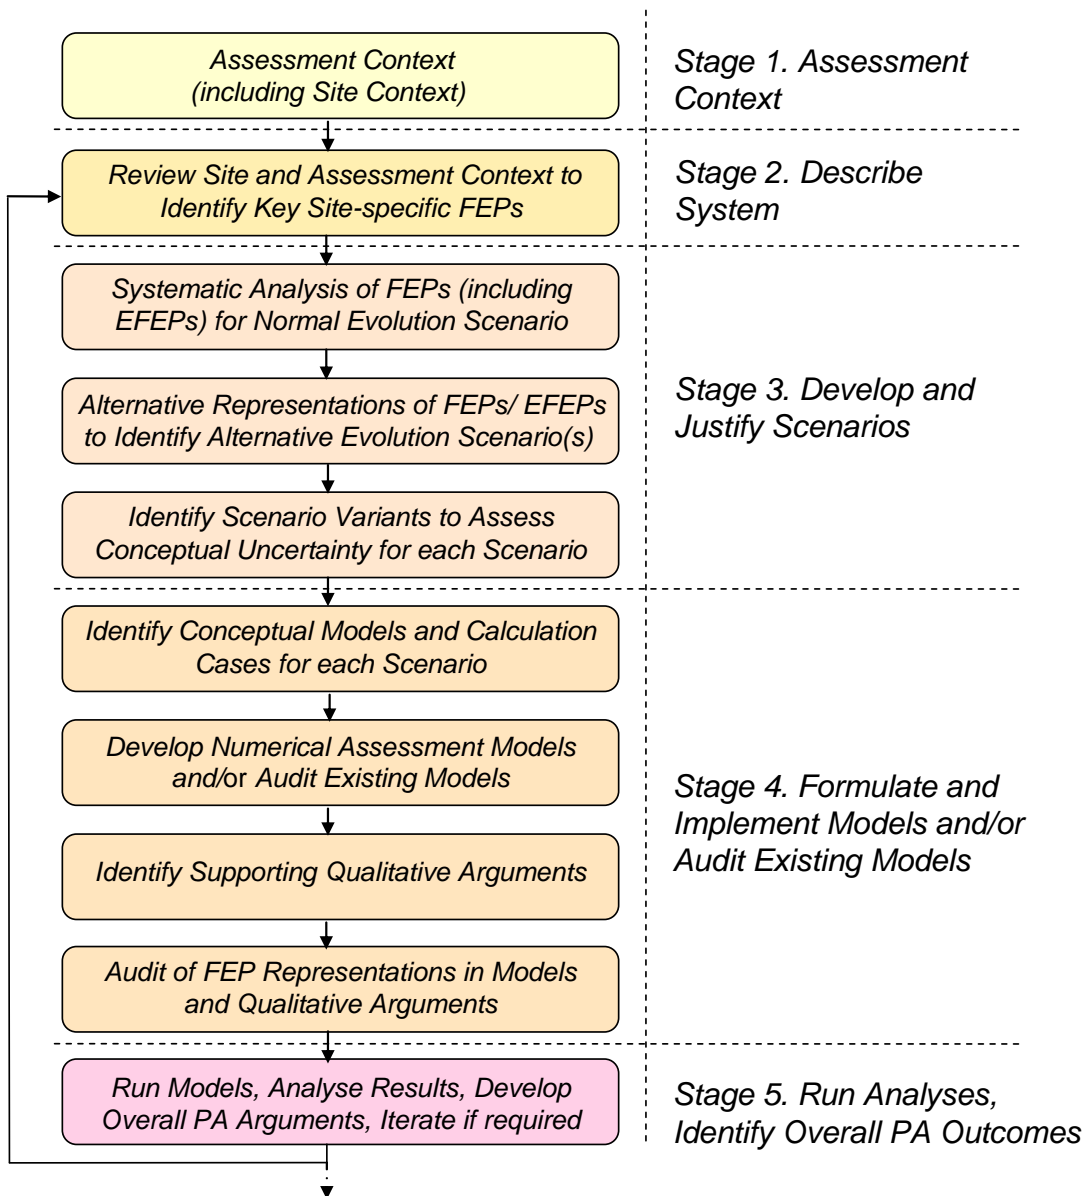 Assessment Context
(including Site Context)
Stage 1. Assessment
Context
Review Site and Assessment Context to
Identify Key Site-specific FEPs
Stage 2. Describe
System
Systematic Analysis of FEPs (including
EFEPs) for Normal Evolution Scenario
Alternative Representations of FEPs/ EFEPs
to Identify Alternative Evolution Scenario(s)
Identify Scenario Variants to Assess
Conceptual Uncertainty for each Scenario
Stage 3. Develop and
Justify Scenarios
Identify Conceptual Models and Calculation
Cases for each Scenario
Develop Numerical Assessment Models
and/or Audit Existing Models
Identify Supporting Qualitative Arguments
Audit of FEP Representations in Models
and Qualitative Arguments
Stage 4. Formulate and
Implement Models and/or
Audit Existing Models
Run Models, Analyse Results, Develop
Overall PA Arguments, Iterate if required
Stage 5. Run Analyses,
Identify Overall PA Outcomes